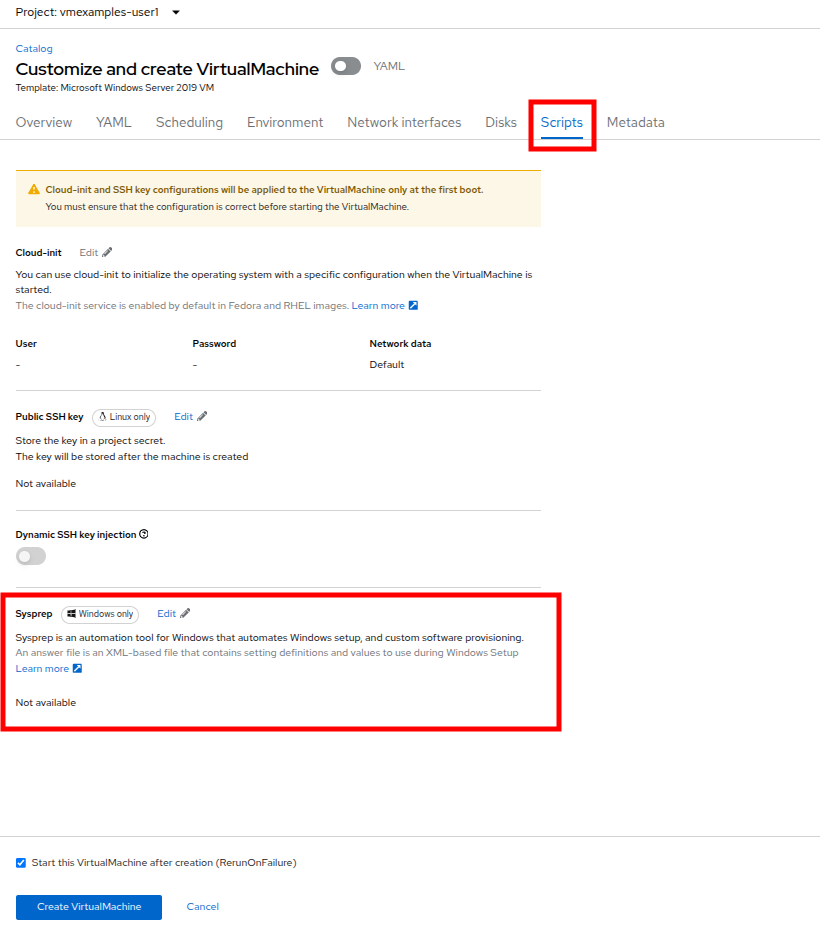 Project: vmexamples-user1
Catalog
Customize and create VirtualMachine YAML
Template: Microsoft Windows Server 2019 VM
Overview YAML Scheduling Environment Network interfaces Disks Scripts Metadata
Cloud-init and SSH key configurations will be applied to the VirtualMachine only at the first boot.
You must ensure that the configuration is correct before starting the VirtualMachine.
Cloud-init Edit
You can use cloud-init to initialize the operating system with a specific configuration when the VirtualMachine is
started.
The cloud-init service is enabled by default in Fedora and RHEL images. Learn more
User Password Network data
- - Default
Public SSH key Linux only Edit
Store the key in a project secret.
The key will be stored after the machine is created
Not available
Dynamic SSH key injection
Sysprep Windows only Edit
Sysprep is an automation tool for Windows that automates Windows setup, and custom software provisioning.
An answer file is an XML-based file that contains setting definitions and values to use during Windows Setup
Learn more
Not available
Start this VirtualMachine after creation (RerunOnFailure)
Create VirtualMachine Cancel